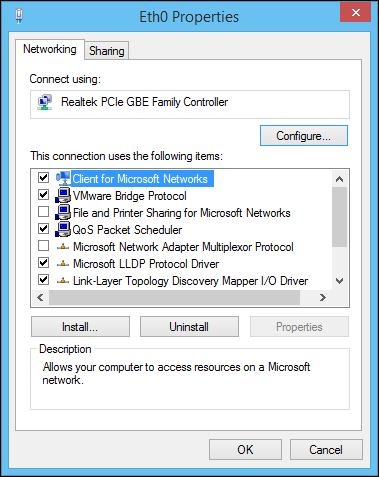 Eth0 Properties
Networking
Sharing
Connect using:
Realtek PCIe GBE Family Controller
Configure...
This connection uses the following items:
Client for Microsoft Networks
VMware Bridge Protocol
File and Printer Sharing for Microsoft Networks
QoS Packet Scheduler
Microsoft Network Adapter Multiplexor Protocol
Microsoft LLDP Protocol Driver
Link-Layer Topology Discovery Mapper I/O Driver
Install...
Uninstall
Properties
Description
Allows your computer to access resources on a Microsoft
network.
OK
Cancel